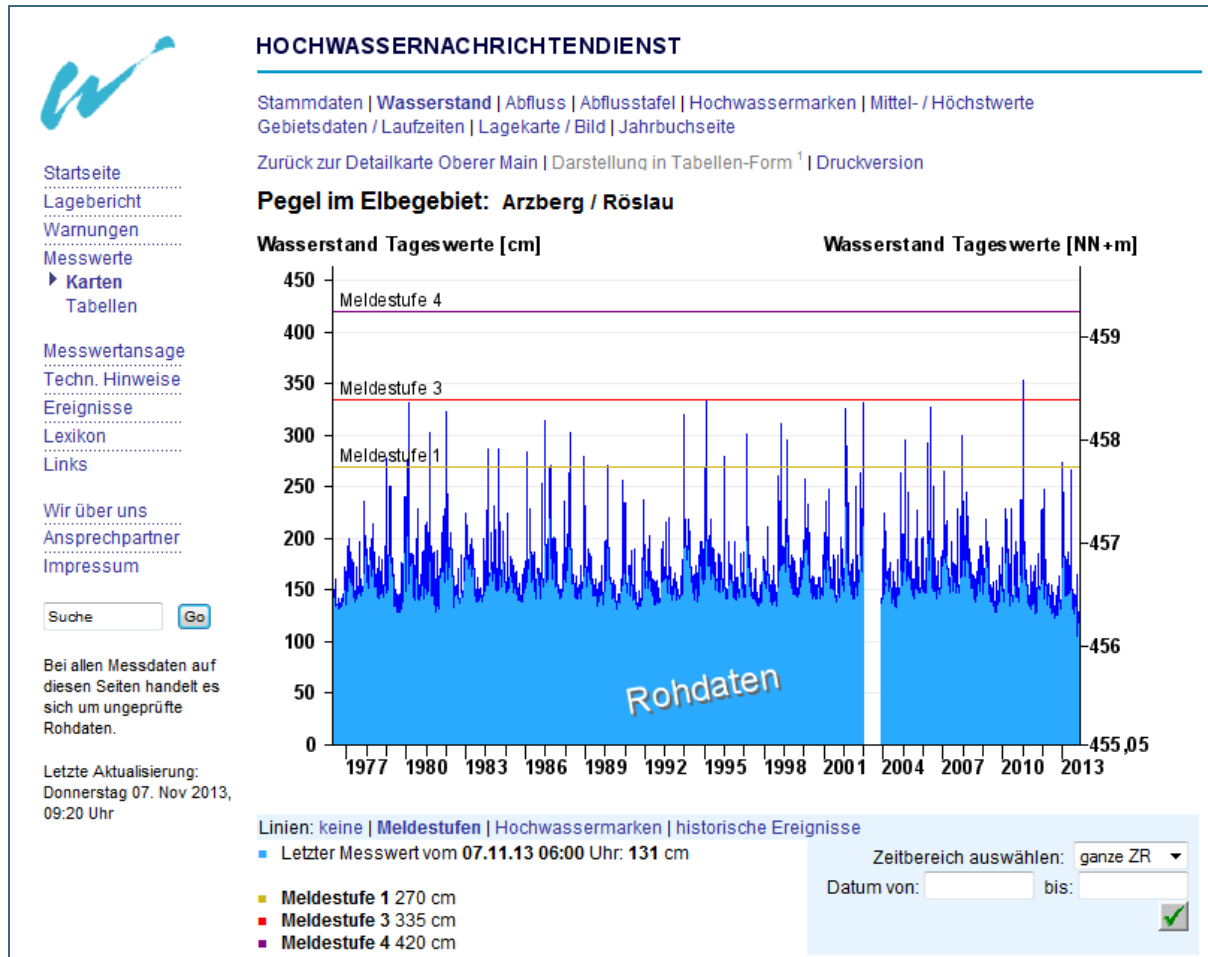 HOCHWASSERNACHRICHTENDIENST
Stammdaten | Wasserstand | Abfluss | Abflusstafel | Hochwassermarken | Mittel- / Höchstwerte
Gebietsdaten / Laufzeiten | Lagekarte / Bild | Jahrbuchseite
Zurück zur Detailkarte Oberer Main | Darstellung in Tabellen-Form 1 | Druckversion
Startseite
Lagebericht
Warnungen
Messwerte
Karten
Tabellen
Messwertansage
Techn. Hinweise
Ereignisse
Lexikon
Links
Wir über uns
Ansprechpartner
Impressum
Suche Go
Bei allen Messdaten auf
diesen Seiten handelt es
sich um ungeprüfte
Rohdaten.
Letzte Aktualisierung:
Donnerstag 07. Nov 2013,
09:20 Uhr
Pegel im Elbegebiet: Arzberg / Röslau
Wasserstand Tageswerte [cm] Wasserstand Tageswerte [NN+m]
450
Meldestufe 4
400
459
350
Meldestufe 3
300
458
Meldestufe 1
250
200
457
150
100
456
50
Rohdaten
0
455,05
1977 1980 1983 1986 1989 1992 1995 1998 2001 2004 2007 2010 2013
Linien: keine | Meldestufen | Hochwassermarken | historische Ereignisse
Letzter Messwert vom 07.11.13 06:00 Uhr: 131 cm
Meldestufe 1 270 cm
Meldestufe 3 335 cm
Meldestufe 4 420 cm
Zeitbereich auswählen: ganze ZR
Datum von: bis: